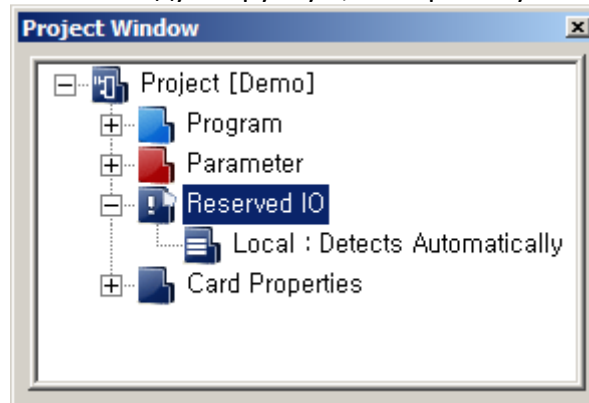 Project Window
Project [Demo]
Program
Parameter
Reserved IO
Local : Detects Automatically
Card Properties